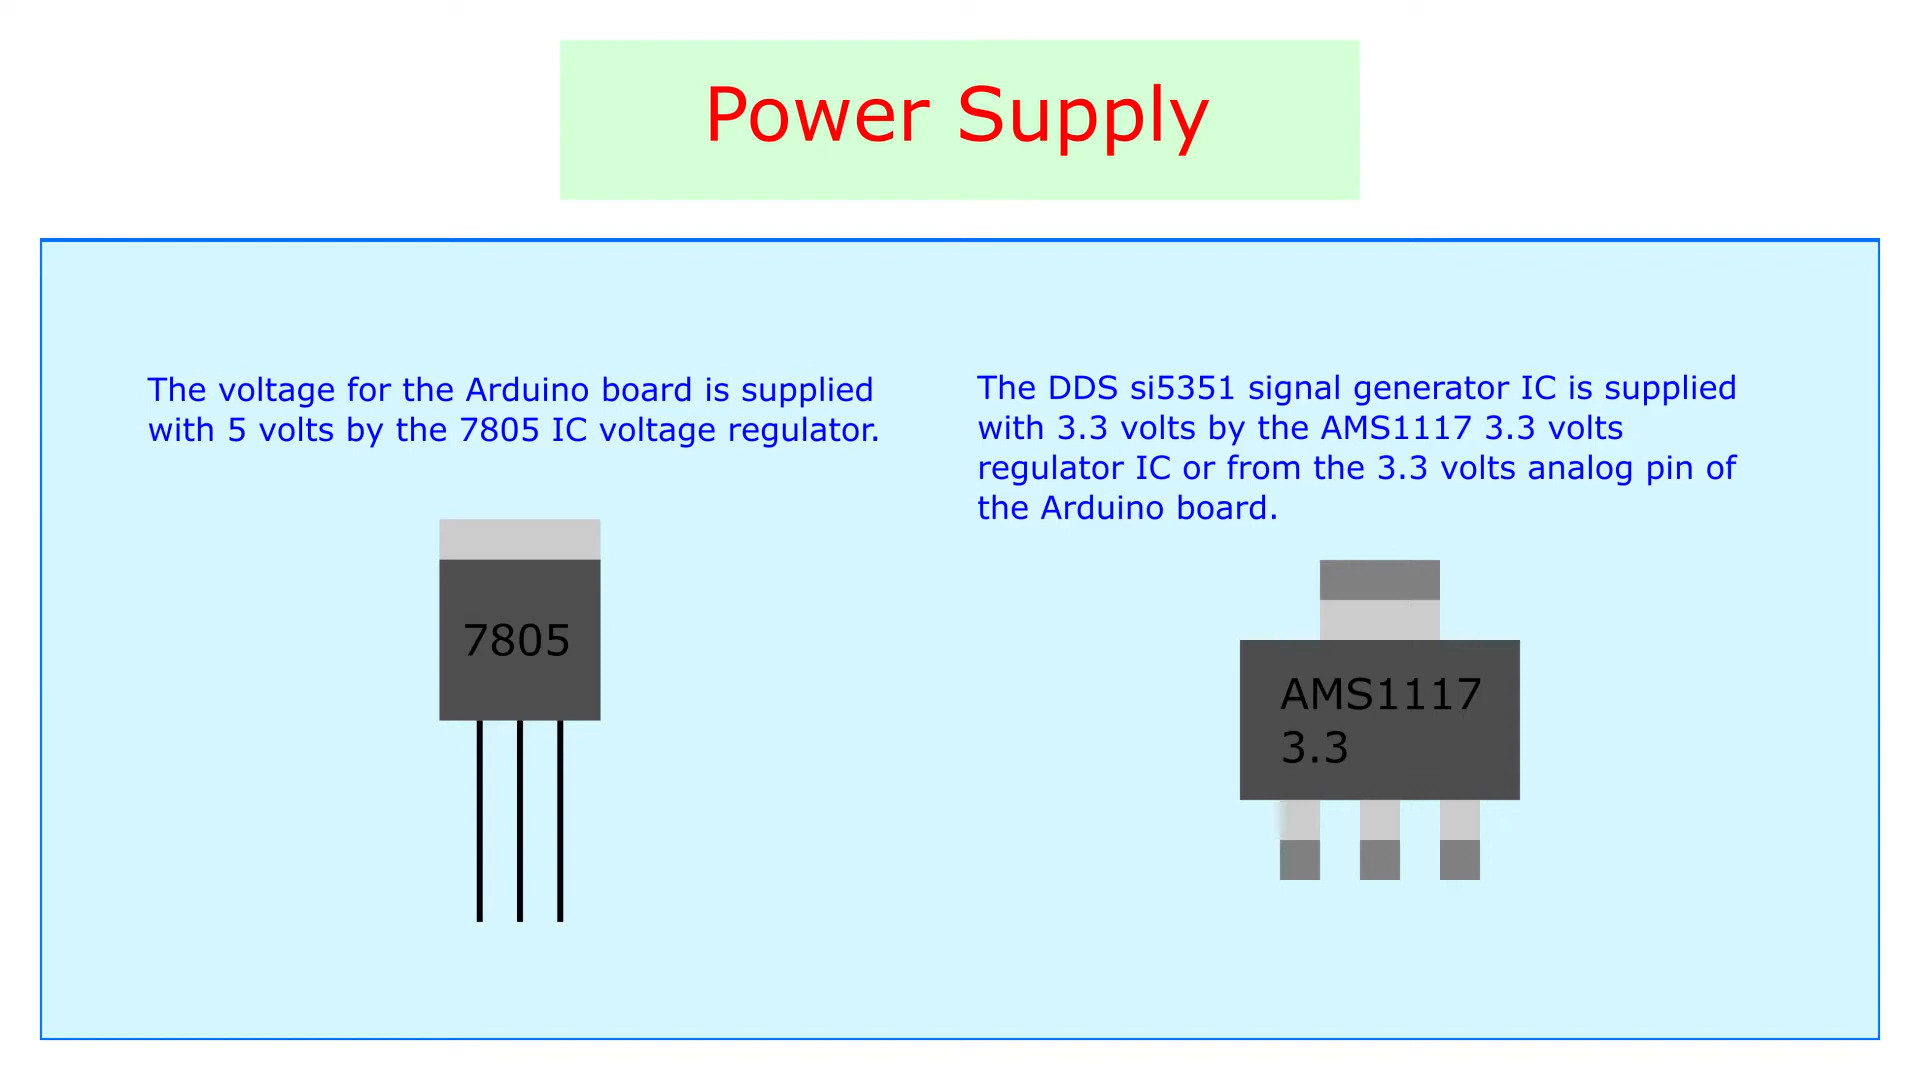 Power Supply
The voltage for the Arduino board is supplied
with 5 volts by the 7805 IC voltage regulator.
The DDS si5351 signal generator IC is supplied
with 3.3 volts by the AMS1117 3.3 volts
regulator IC or from the 3.3 volts analog pin of
the Arduino board.
7805
AMS1117
3.3